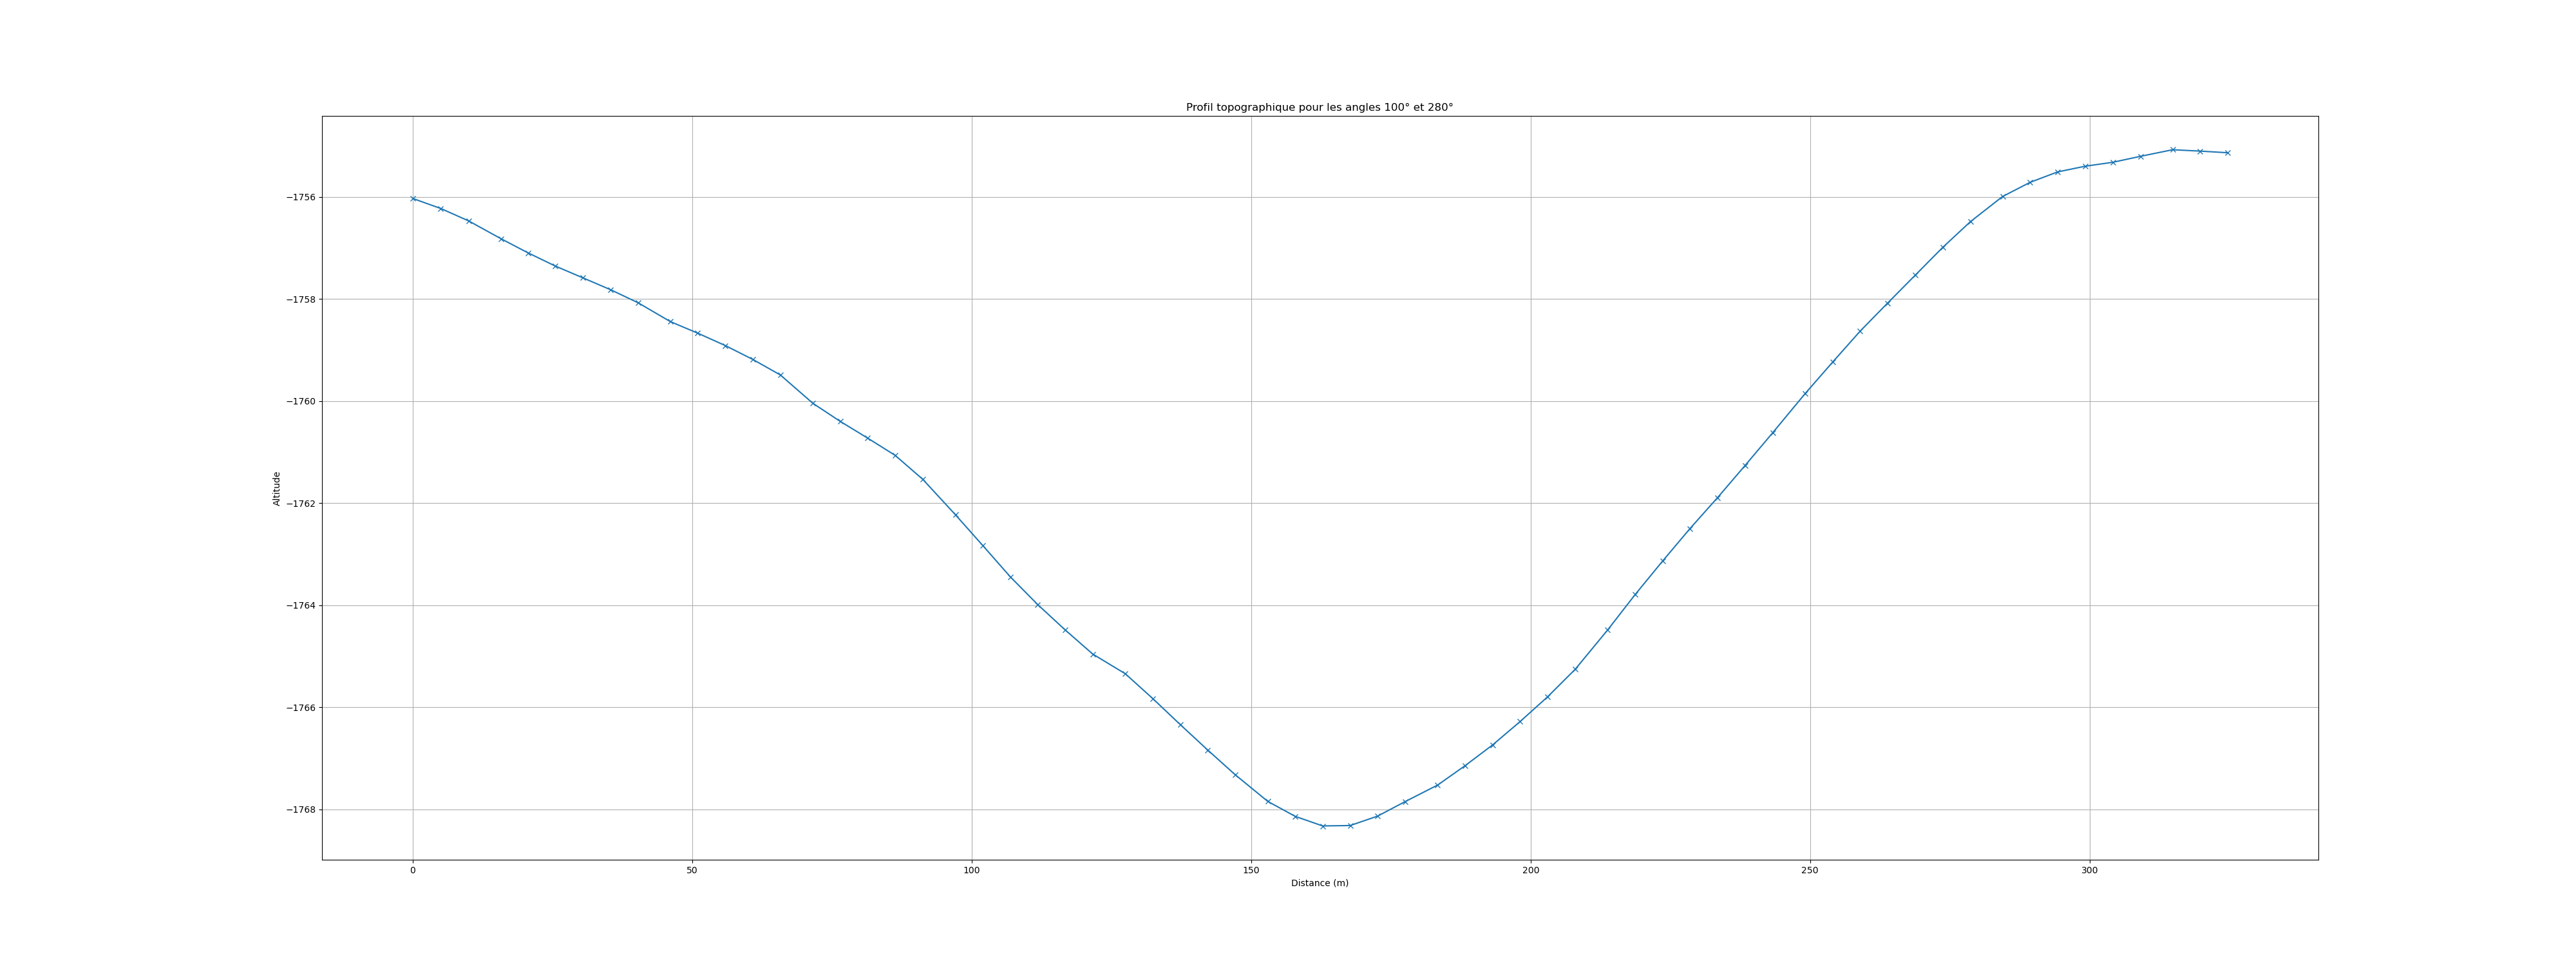 Profil topographique pour les angles 100° et 280°
Altitude
−1756
−1758
−1760
−1762
−1764
−1766
−1768
0 50 100 150 200 250 300
Distance (m)